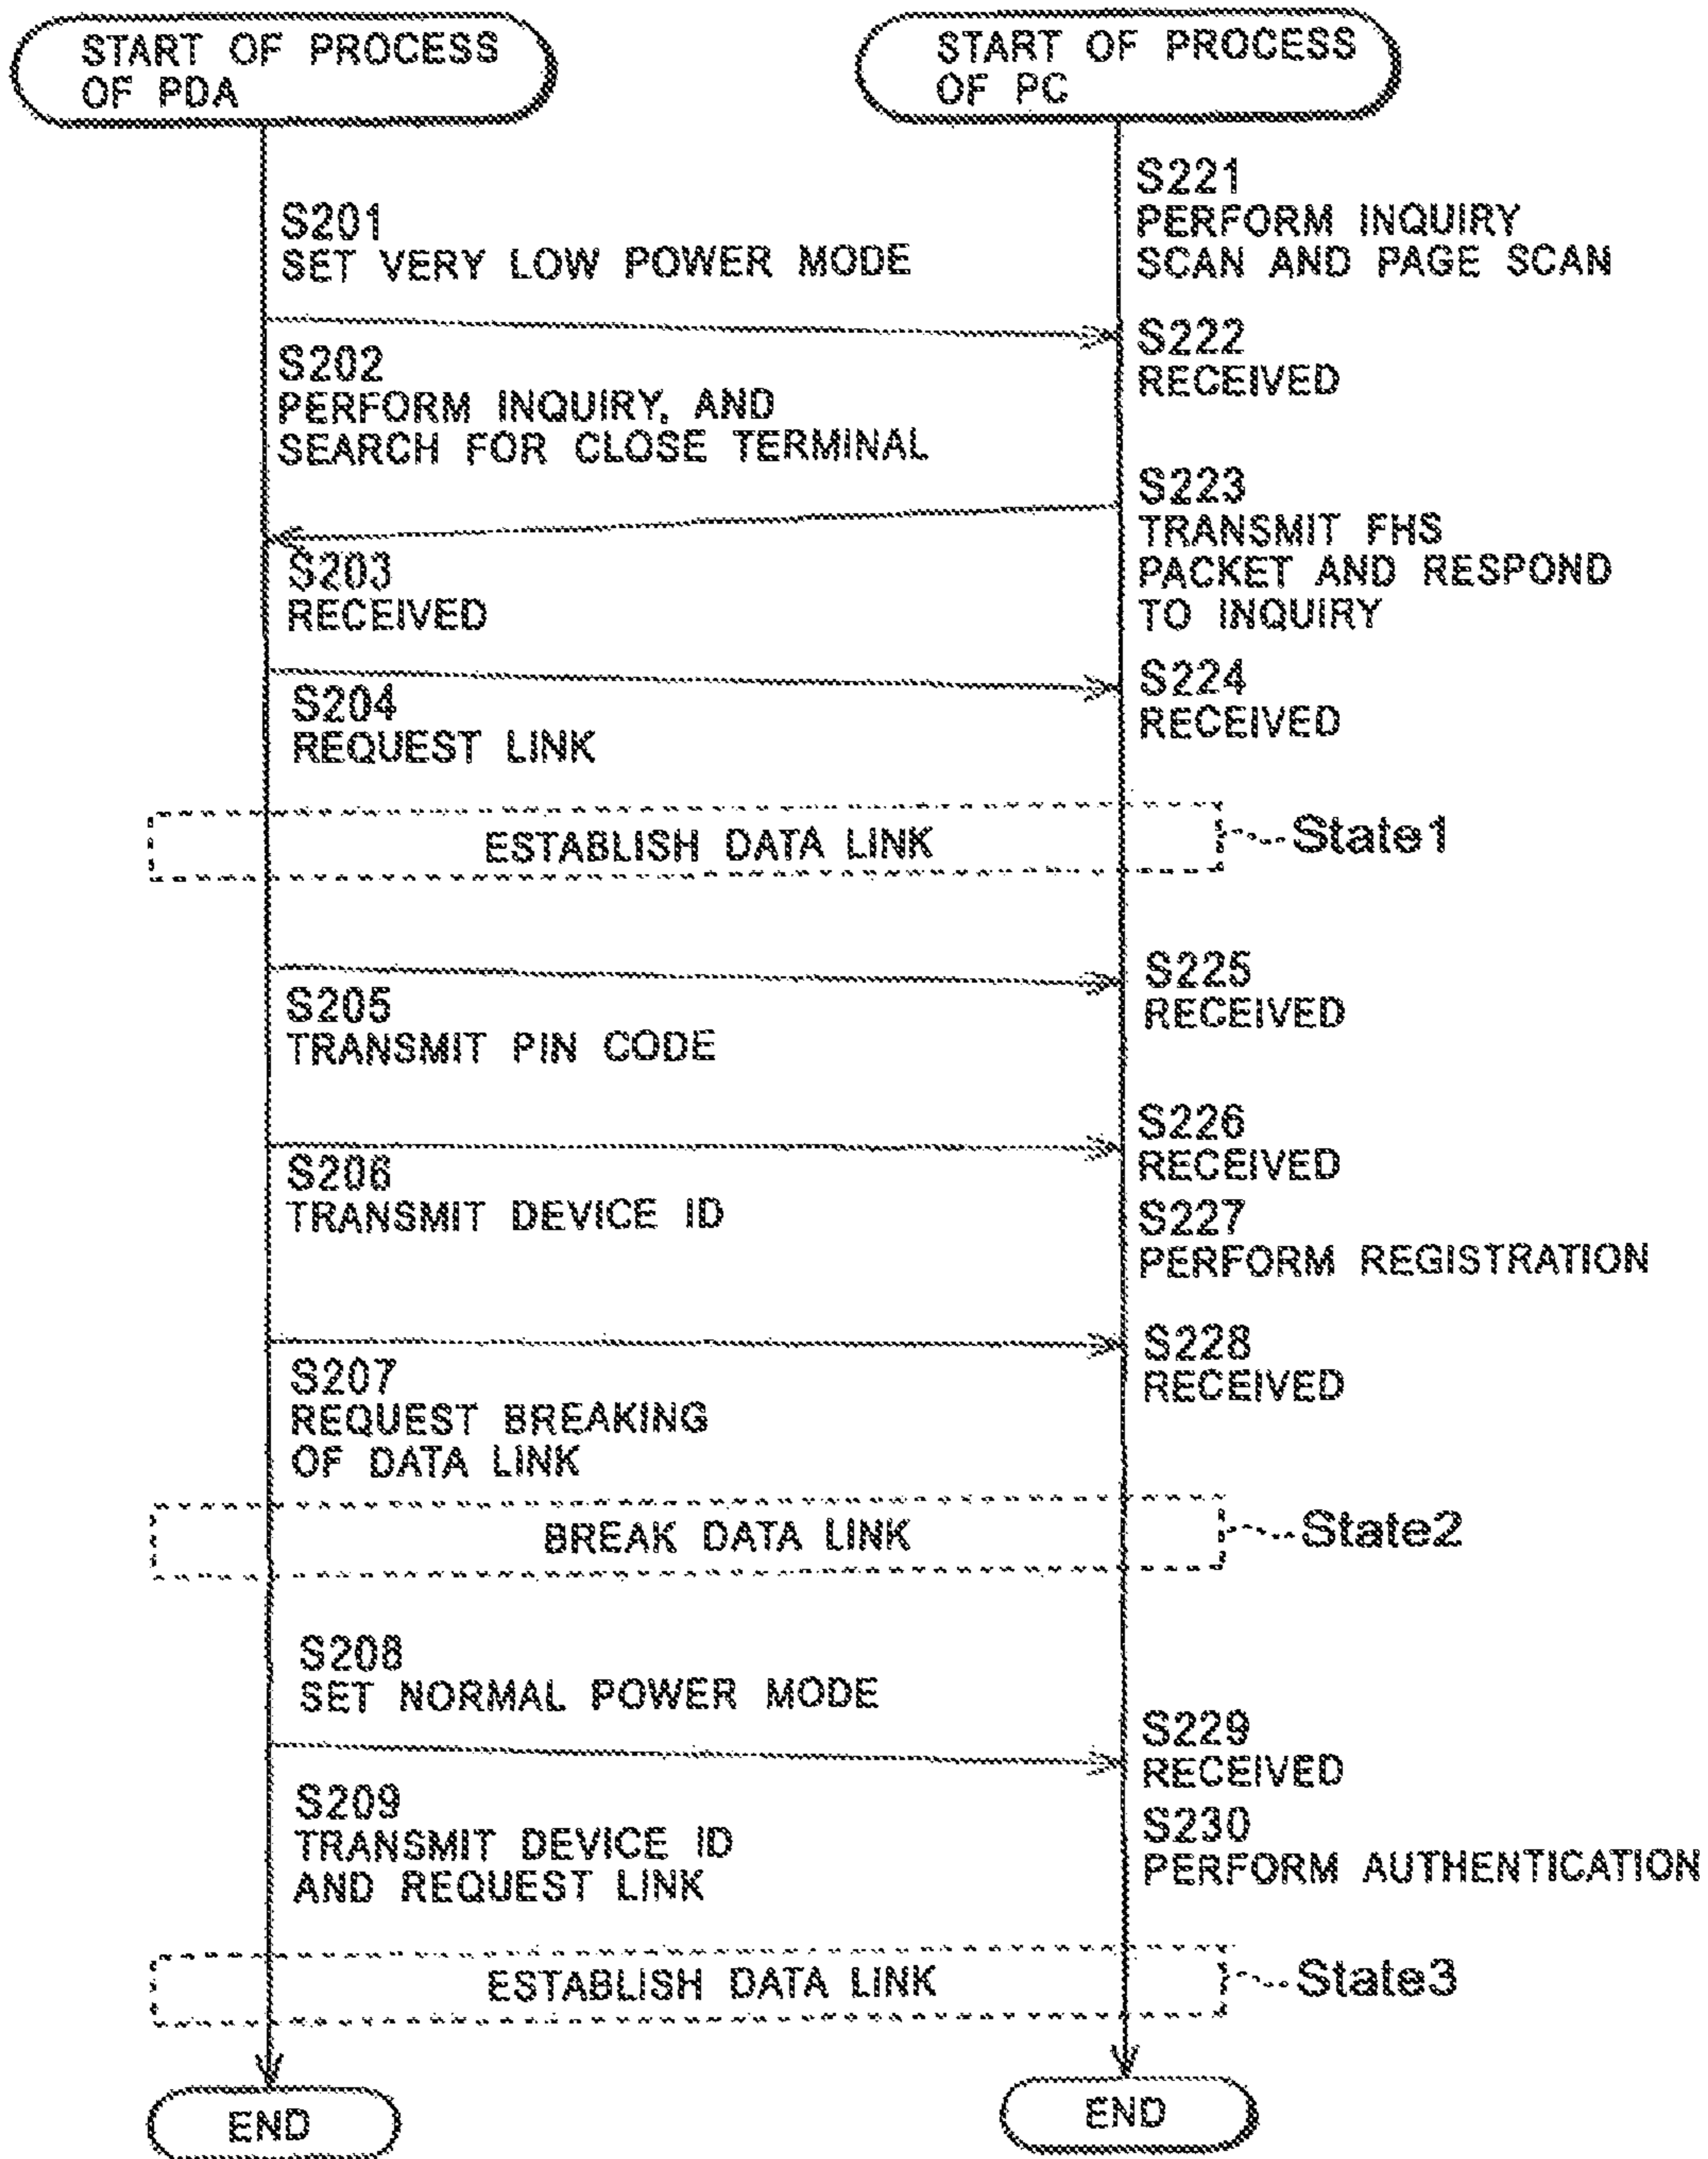 START OF PROCESS
OF PDA
START OF PROCESS
OF PC
S221
PERFORM INQUIRY
SCAN AND PAGE SCAN
S201
SET VERY LOW POWER MODE
S222
RECEIVED
S202
PERFORM INQUIRY, AND
SEARCH FOR CLOSE TERMINAL
S223
TRANSMIT FHS
PACKET AND RESPOND
TO INQUIRY
S203
RECEIVED
S224
RECEIVED
S204
REQUEST LINK
ESTABLISH DATA LINK
State1
S225
RECEIVED
S205
TRANSMIT PIN CODE
S226
RECEIVED
S206
TRANSMIT DEVICE ID
S227
PERFORM REGISTRATION
S228
RECEIVED
S207
REQUEST BREAKING
OF DATA LINK
BREAK DATA LINK
State2
S208
SET NORMAL POWER MODE
S229
RECEIVED
S209
TRANSMIT DEVICE ID
AND REQUEST LINK
S230
PERFORM AUTHENTICATION
ESTABLISH DATA LINK
State3
END
END